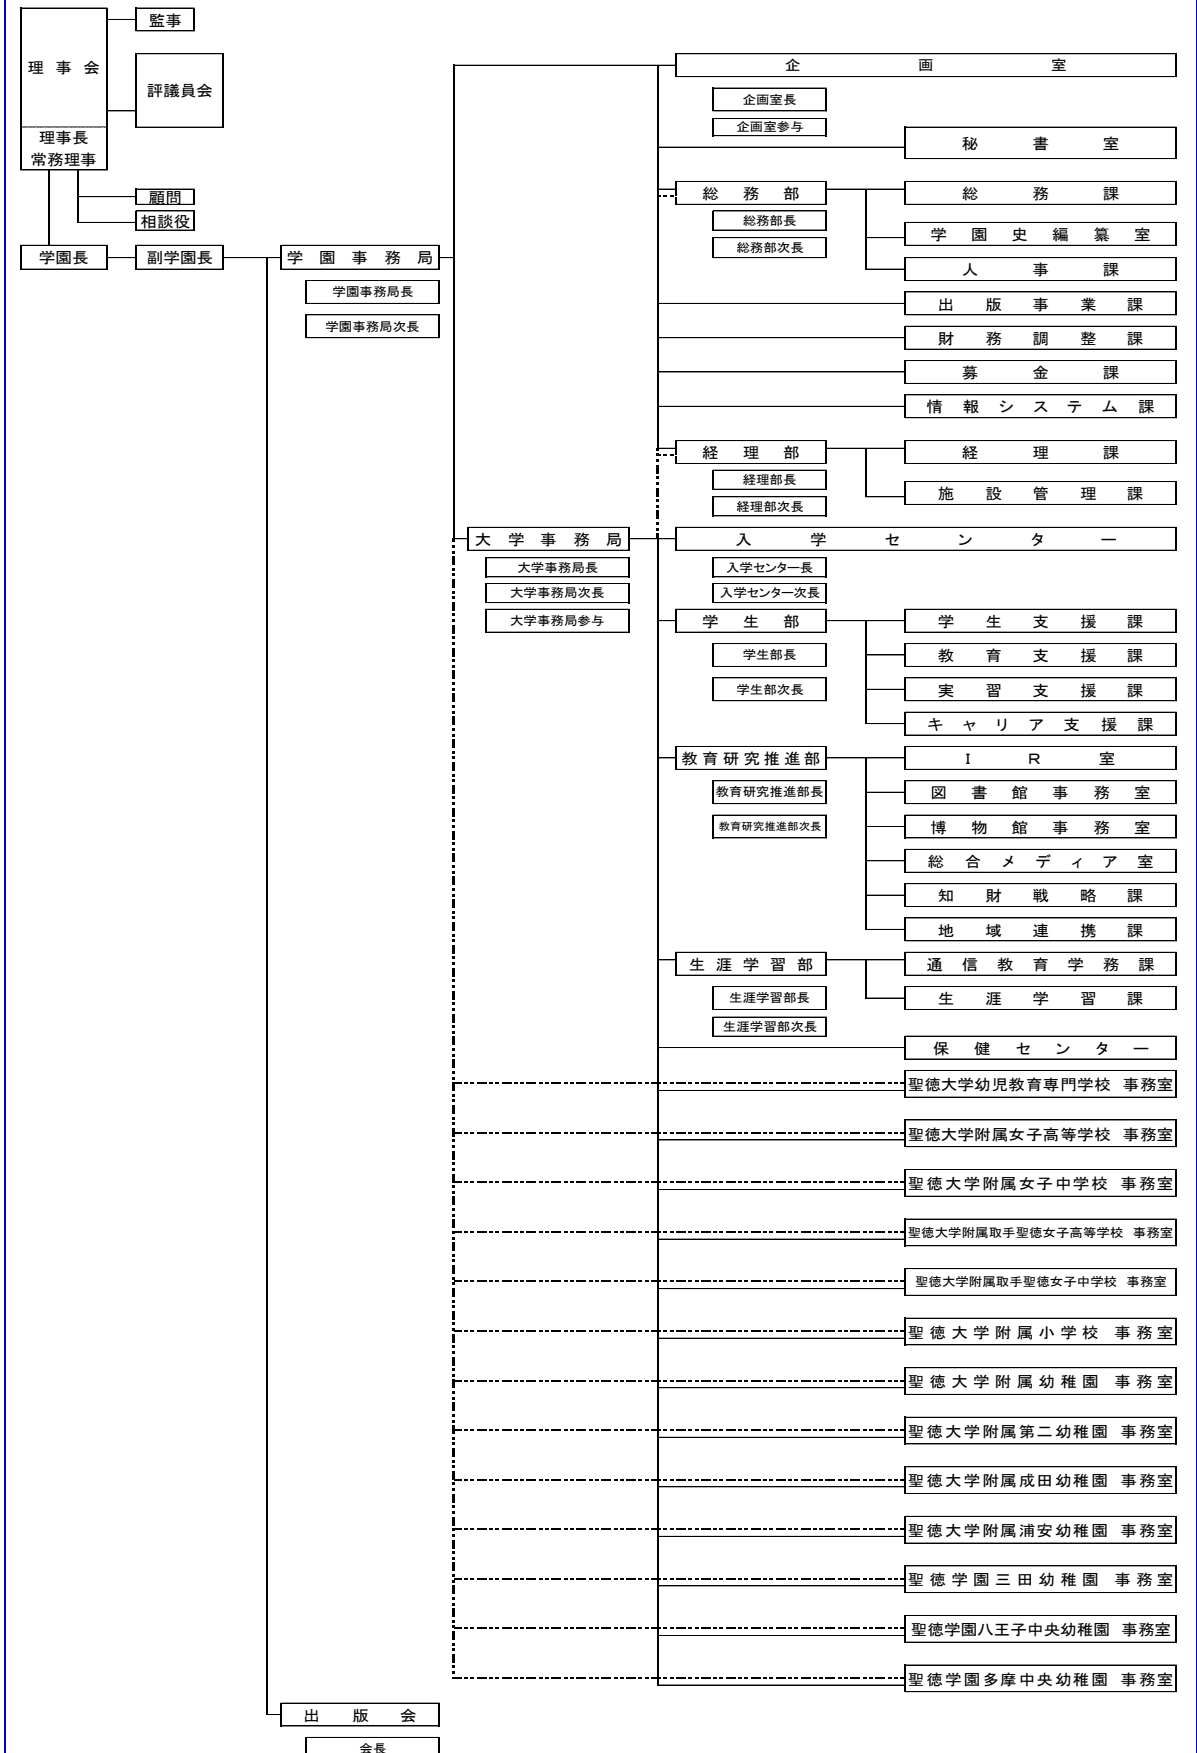 監事
理事会
評議員会
理事長
常務理事
顧問
相談役
学園長
副学園長
学園事務局
学園事務局長
学園事務局次長
大学事務局
大学事務局長
大学事務局次長
大学事務局参与
企画室
企画室長
企画室参与
秘書室
総務部
総務部長
総務部次長
総務課
学園史編纂室
人事課
出版事業課
財務調整課
募金課
情報システム課
経理部
経理部長
経理部次長
経理課
施設管理課
入学センター
入学センター長
入学センター次長
学生部
学生部長
学生部次長
学生支援課
教育支援課
実習支援課
キャリア支援課
教育研究推進部
教育研究推進部長
教育研究推進部次長
IR室
図書館事務室
博物館事務室
総合メディア室
知財戦略課
地域連携課
生涯学習部
生涯学習部長
生涯学習部次長
通信教育学務課
生涯学習課
保健センター
聖徳大学幼児教育専門学校 事務室
聖徳大学附属女子高等学校 事務室
聖徳大学附属女子中学校 事務室
聖徳大学附属取手聖徳女子高等学校 事務室
聖徳大学附属取手聖徳女子中学校 事務室
聖徳大学附属小学校 事務室
聖徳大学附属幼稚園 事務室
聖徳大学附属第二幼稚園 事務室
聖徳大学附属成田幼稚園 事務室
聖徳大学附属浦安幼稚園 事務室
聖徳学園三田幼稚園 事務室
聖徳学園八王子中央幼稚園 事務室
聖徳学園多摩中央幼稚園 事務室
出版会
会長